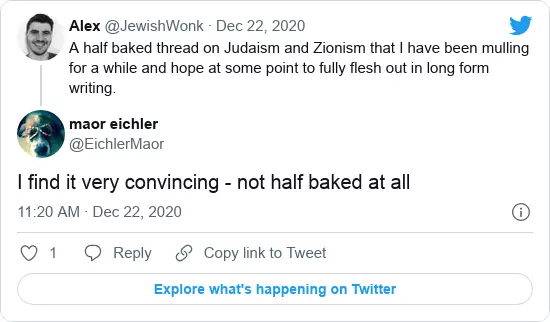 Alex @JewishWonk · Dec 22, 2020
A half baked thread on Judaism and Zionism that I have been mulling
for a while and hope at some point to fully flesh out in long form
writing.
maor eichler
@EichlerMaor
I find it very convincing - not half baked at all
11:20 AM · Dec 22, 2020
1 Reply Copy link to Tweet
Explore what's happening on Twitter